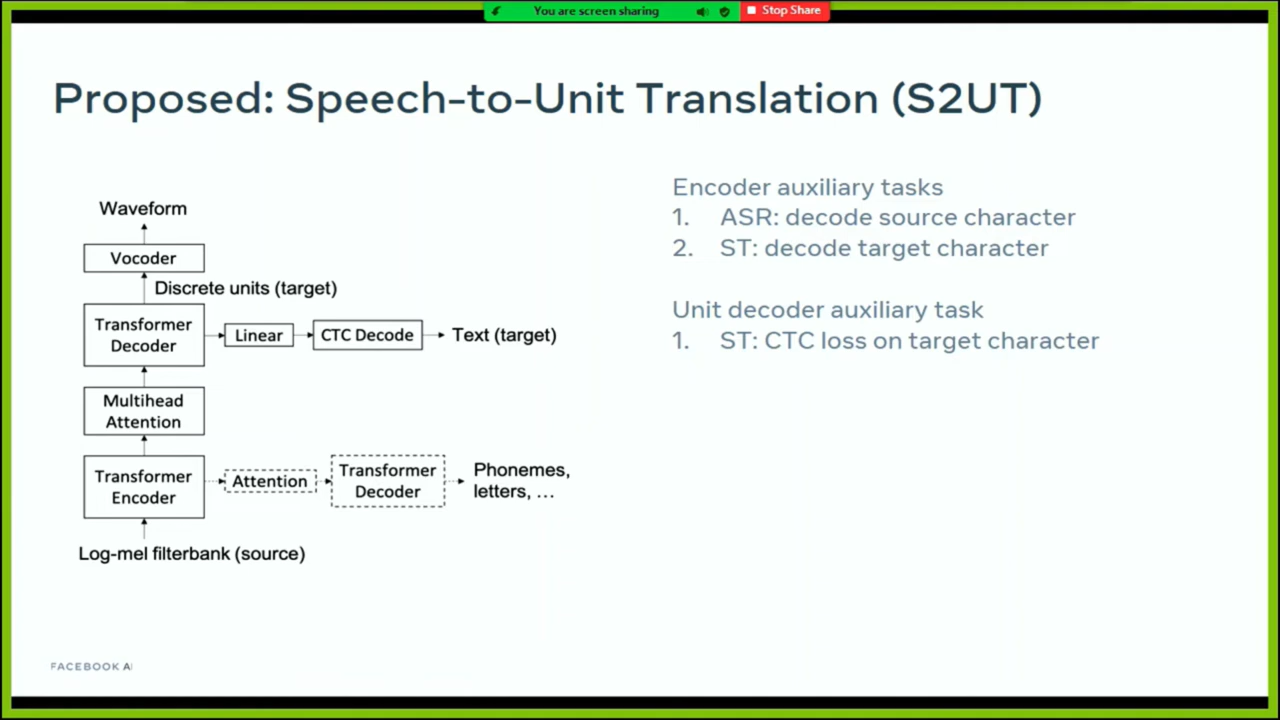 You are screen sharing
Stop Share
Proposed: Speech-to-Unit Translation (S2UT)
Waveform
Vocoder
Discrete units (target)
Transformer
Decoder
Linear
CTC Decode
Text (target)
Multihead
Attention
Transformer
Encoder
Attention
Transformer
Decoder
Phonemes,
letters, ...
Log-mel filterbank (source)
Encoder auxiliary tasks
1. ASR: decode source character
2. ST: decode target character
Unit decoder auxiliary task
1. ST: CTC loss on target character
FACEBOOK AI